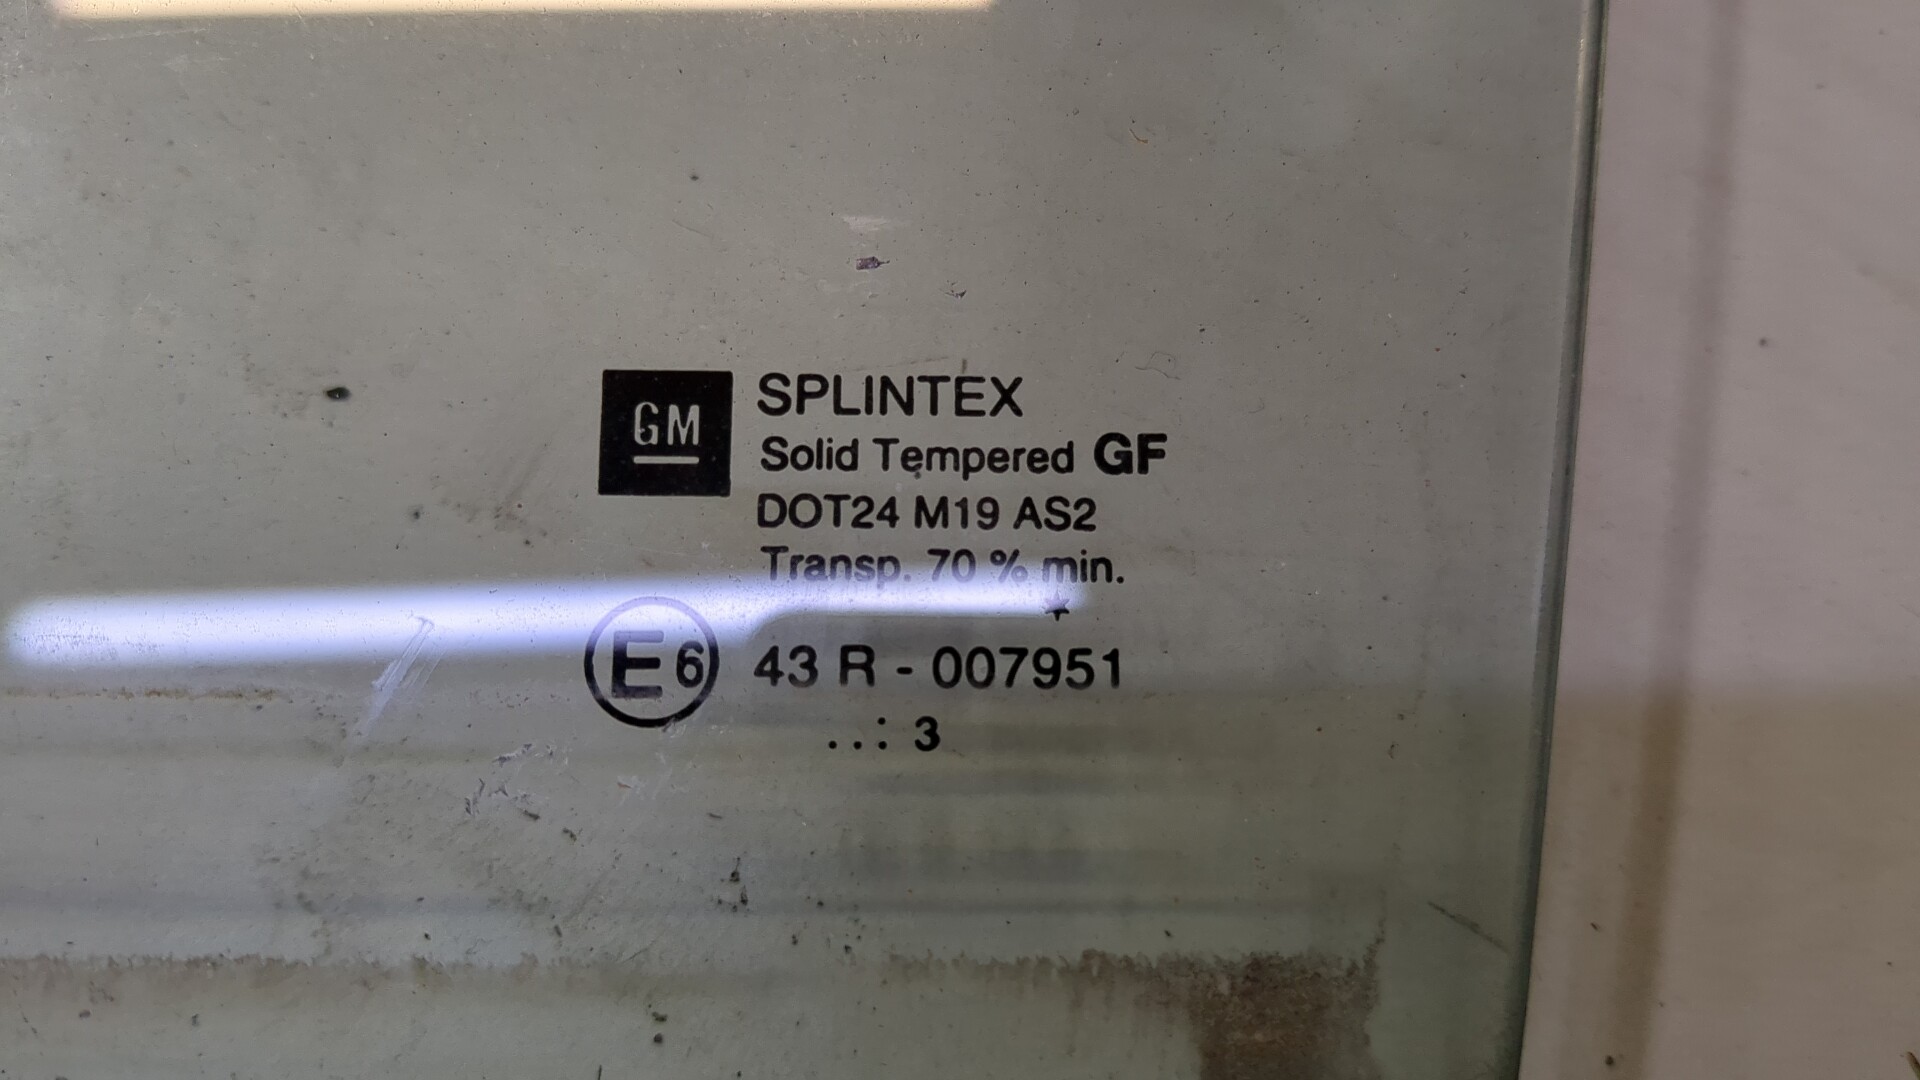 GM
SPLINTEX
Solid Tempered GF
DOT24 M19 AS2
Transp. 70 % min.
E6 43 R - 007951
..: 3